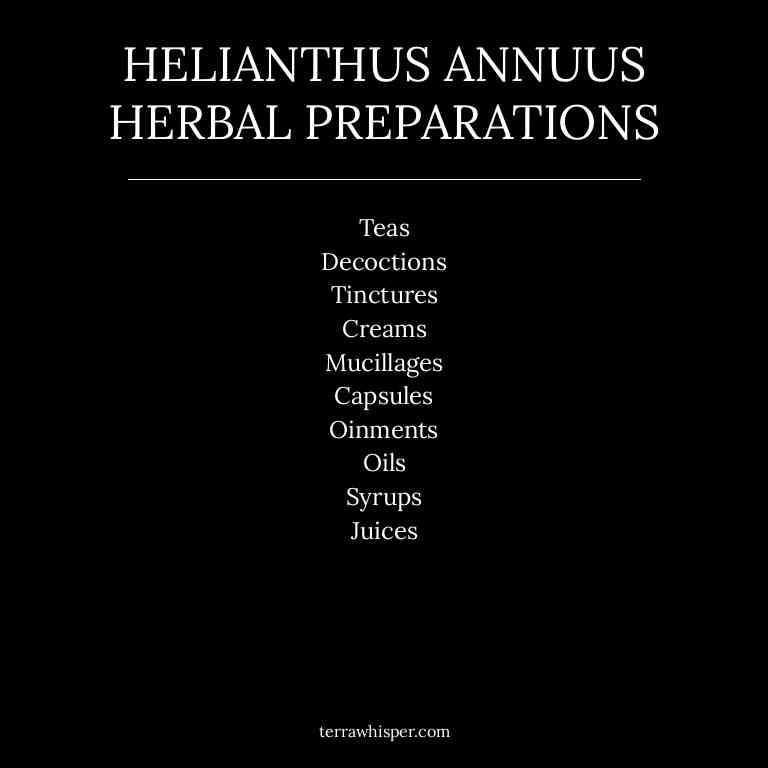 HELIANTHUS ANNUUS
HERBAL PREPARATIONS
Teas
Decoctions
Tinctures
Creams
Mucillages
Capsules
Oinments
Oils
Syrups
Juices
terrawhisper.com